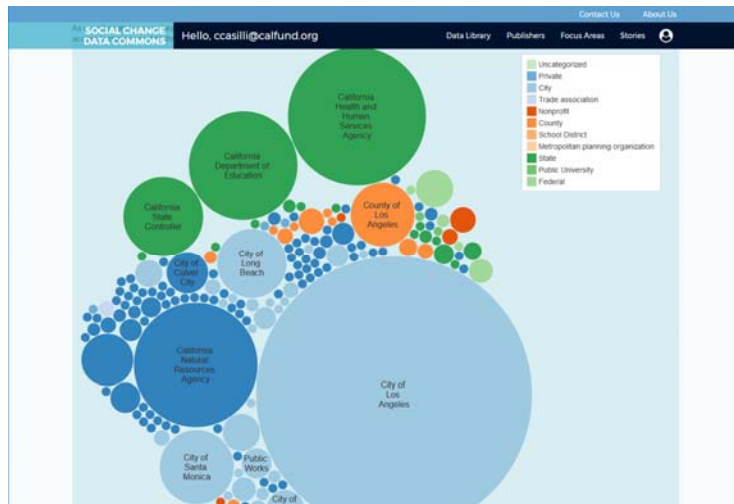 Contact Us About Us
SOCIAL CHANGE
DATA COMMONS
Hello, ccasilli@calfund.org
Data Library Publishers Focus Areas Stories
Uncategorized
Private
City
Trade association
Nonprofit
County
School District
Metropolitan planning organization
State
Public University
Federal
California
Health and
Human
Services
Agency
California
Department of
Education
California
State
Controller
County of
Los
Angeles
City of
Long
Beach
City of
Culver
City
California
Natural
Resources
Agency
City of
Los
Angeles
City of
Santa
Monica
Public
Works
City of